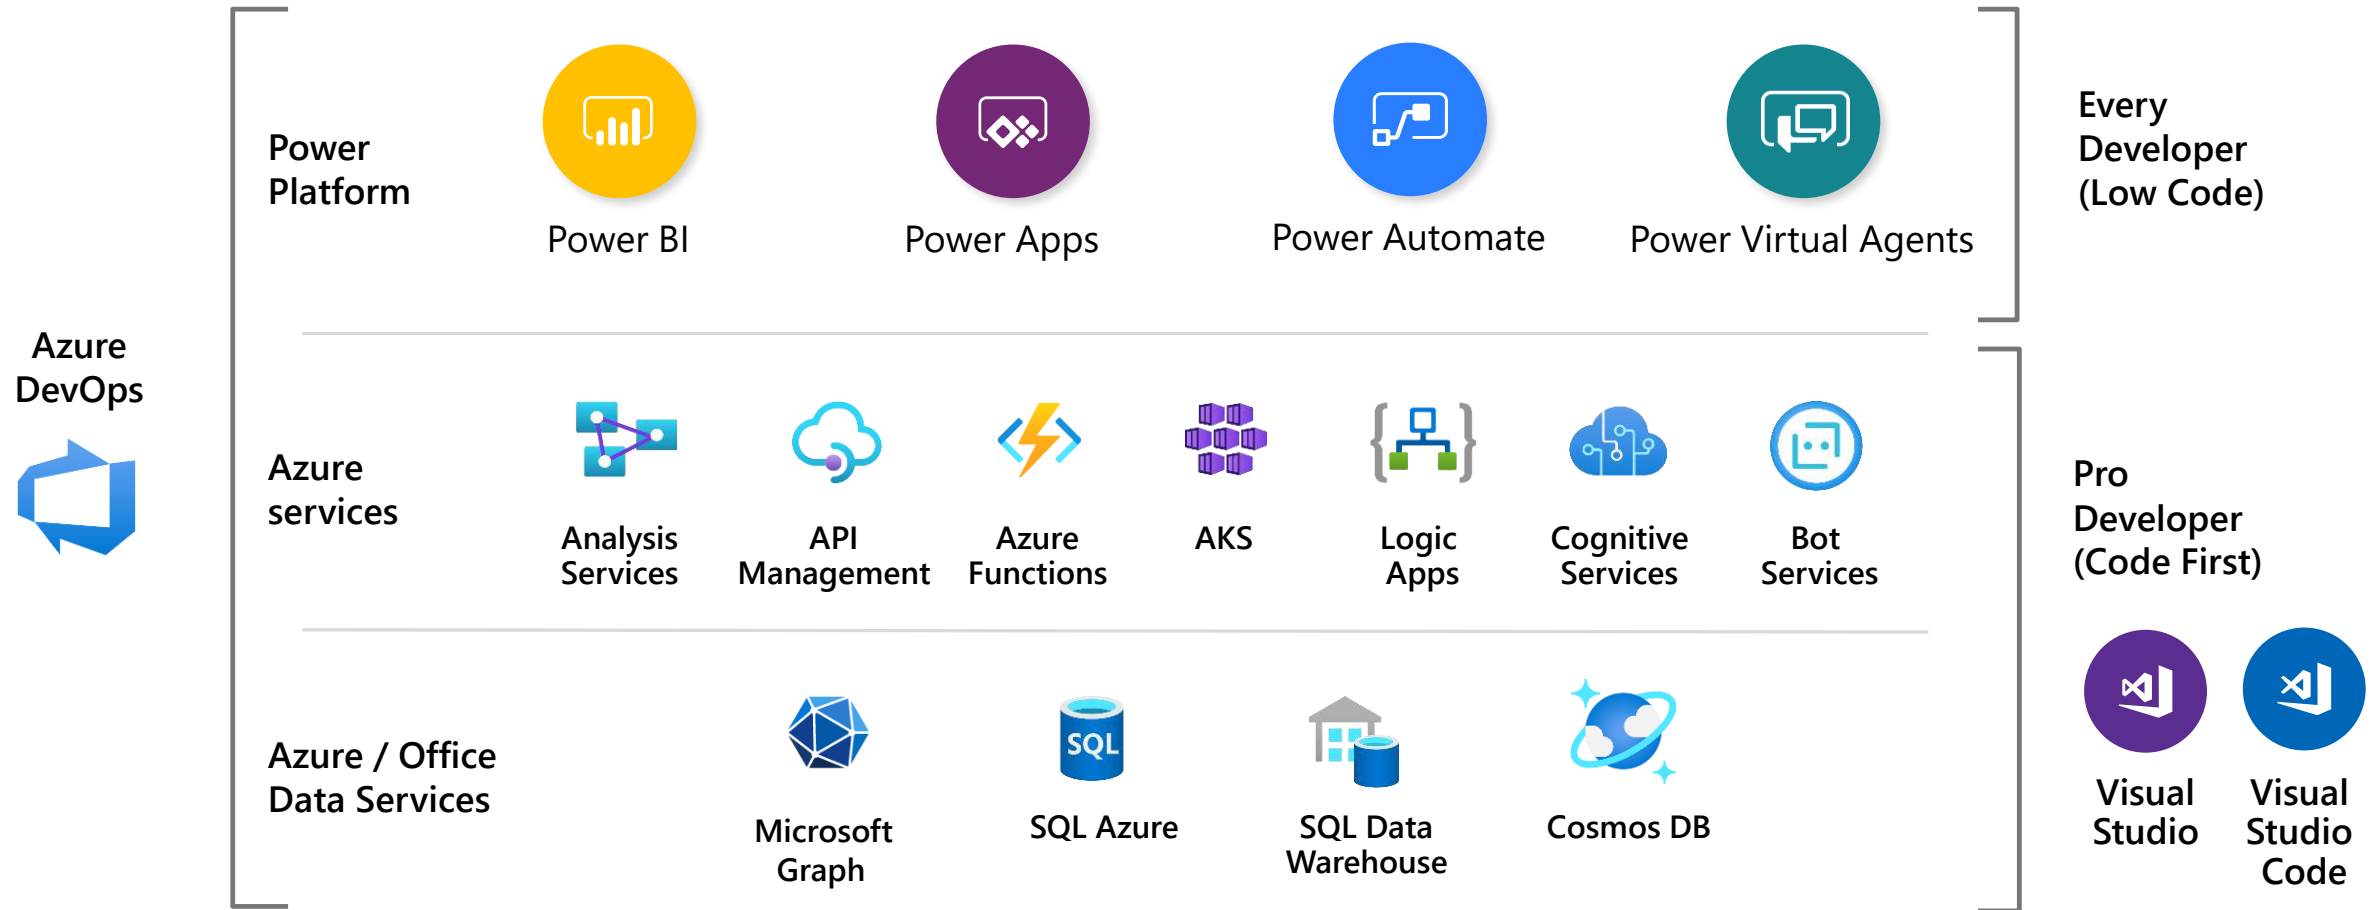 Azure
DevOps
Power
Platform
Power BI
Power Apps
Power Automate
Power Virtual Agents
Every
Developer
(Low Code)
Azure
services
Analysis
Services
API
Management
Azure
Functions
AKS
Logic
Apps
Cognitive
Services
Bot
Services
Pro
Developer
(Code First)
Azure / Office
Data Services
Microsoft
Graph
SQL
SQL Azure
SQL Data
Warehouse
Cosmos DB
Visual
Studio
Visual
Studio
Code